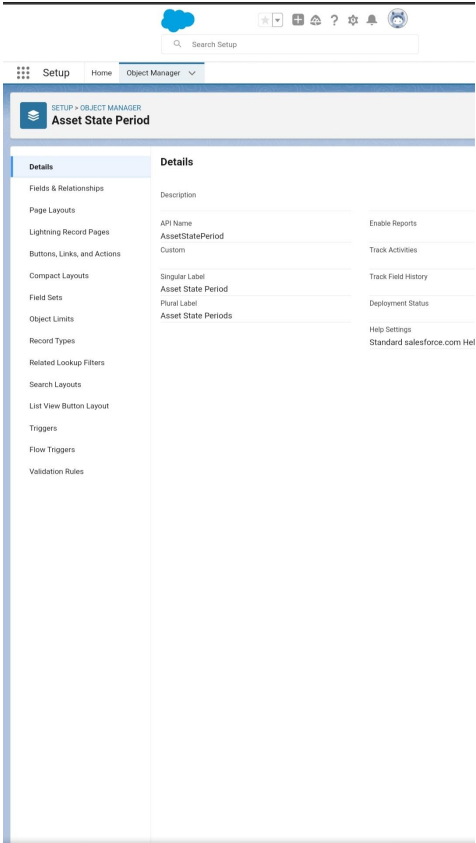 Search Setup
Setup
Home
Object Manager
SETUP > OBJECT MANAGER
Asset State Period
Details
Fields & Relationships
Page Layouts
Lightning Record Pages
Buttons, Links, and Actions
Compact Layouts
Field Sets
Object Limits
Record Types
Related Lookup Filters
Search Layouts
List View Button Layout
Triggers
Flow Triggers
Validation Rules
Details
Description
API Name
AssetStatePeriod
Custom
Singular Label
Asset State Period
Plural Label
Asset State Periods
Enable Reports
Track Activities
Track Field History
Deployment Status
Help Settings
Standard salesforce.com Hel